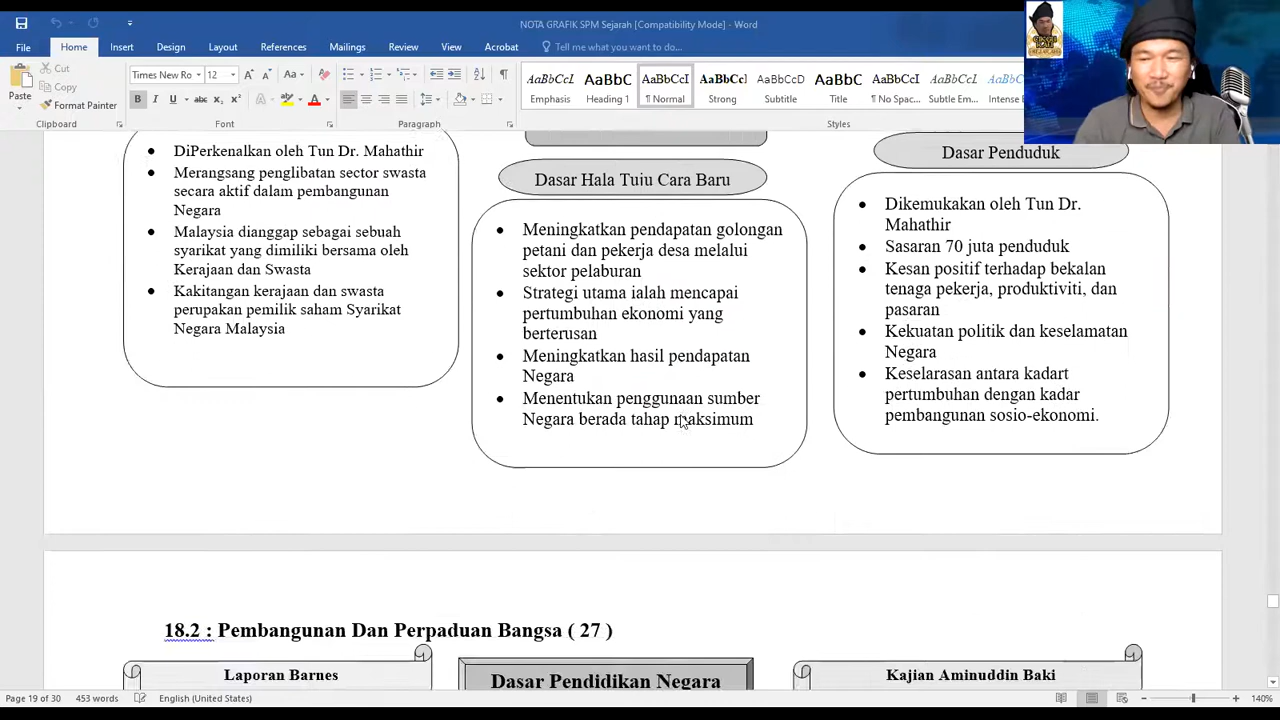 NOTA GRAFIK SPM Sejarah [Compatibility Mode] - Word
File Home Insert Design Layout References Mailings Review View Acrobat Tell me what you want to do...
Paste
Cut
Copy
Format Painter
Times New Ro 12
Clipboard Font Paragraph Styles
AaBbCcL Emphasis
AaBbC Heading 1
AaBbCcI ¶ Normal
AaBbCc] Strong
AaBbCcD Subtitle
AaBbC Title
AaBbCcI ¶ No Spac...
AaBbCcL Subtle Em...
AaBbCc Intense
• DiPerkenalkan oleh Tun Dr. Mahathir
• Merangsang penglibatan sector swasta
secara aktif dalam pembangunan
Negara
• Malaysia dianggap sebagai sebuah
syarikat yang dimiliki bersama oleh
Kerajaan dan Swasta
• Kakitangan kerajaan dan swasta
perupakan pemilik saham Syarikat
Negara Malaysia
Dasar Hala Tuju Cara Baru
• Meningkatkan pendapatan golongan
petani dan pekerja desa melalui
sektor pelaburan
• Strategi utama ialah mencapai
pertumbuhan ekonomi yang
berterusan
• Meningkatkan hasil pendapatan
Negara
• Menentukan penggunaan sumber
Negara berada tahap maksimum
Dasar Penduduk
• Dikemukakan oleh Tun Dr.
Mahathir
• Sasaran 70 juta penduduk
• Kesan positif terhadap bekalan
tenaga pekerja, produktiviti, dan
pasaran
• Kekuatan politik dan keselamatan
Negara
• Keselarasan antara kadart
pertumbuhan dengan kadar
pembangunan sosio-ekonomi.
18.2 : Pembangunan Dan Perpaduan Bangsa ( 27 )
Laporan Barnes
Dasar Pendidikan Negara
Kajian Aminuddin Baki
Page 19 of 30 453 words English (United States) 140%